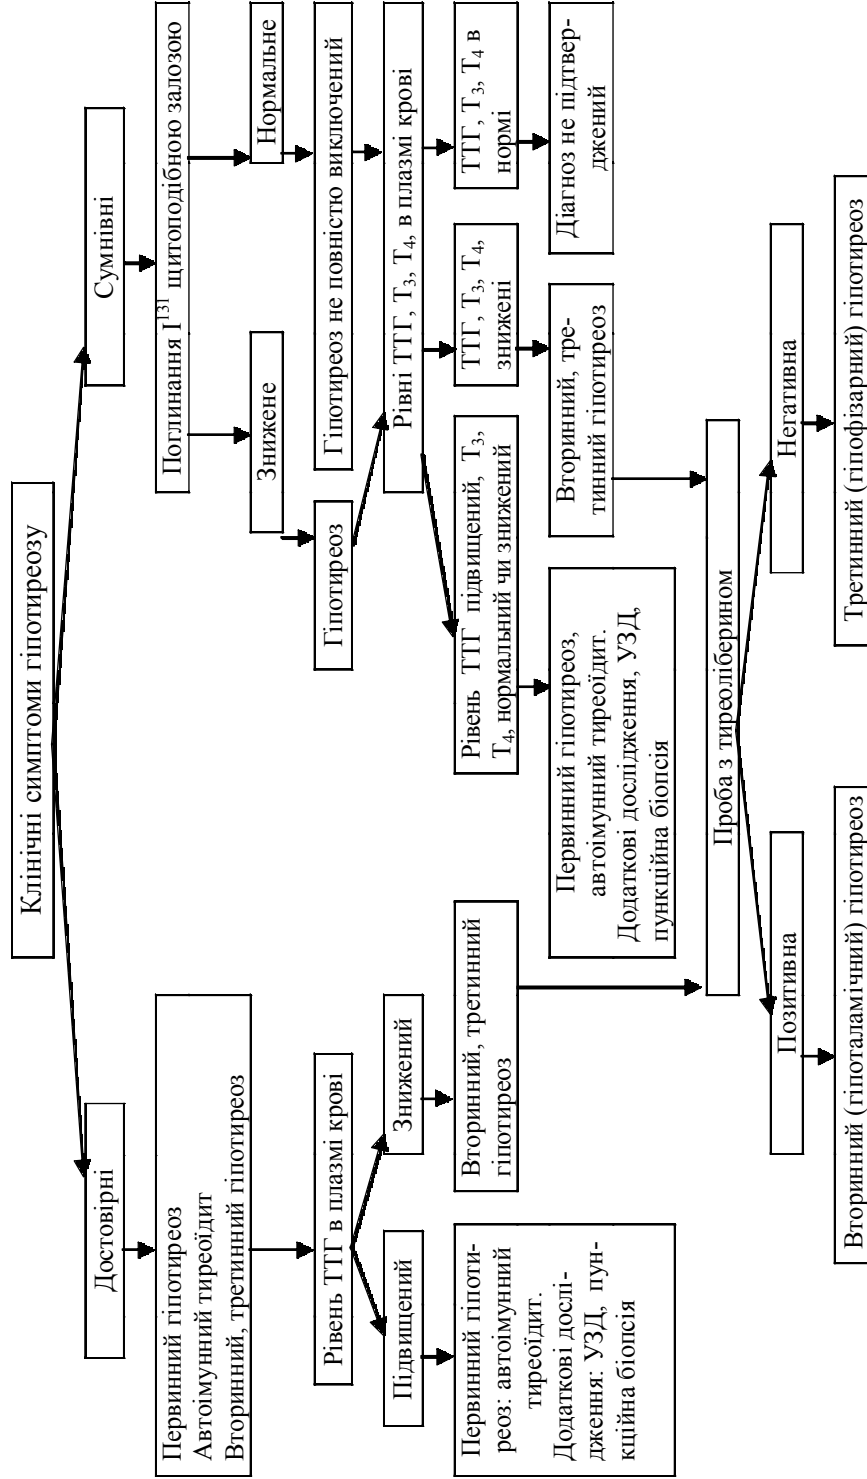 Клінічні симптоми гіпотиреозу
Достовірні
Сумнівні
Первинний гіпотиреоз
Автоімунний тиреоїдит
Вторинний, третинний гіпотиреоз
Поглинання І¹³¹ щитоподібною залозою
Знижене
Нормальне
Рівень ТТГ в плазмі крові
Гіпотиреоз
Гіпотиреоз не повністю виключений
Підвищений
Знижений
Рівні ТТГ, Т₃, Т₄, в плазмі крові
Первинний гіпоти-
реоз: автоімунний
тиреоїдит.
Додаткові дослі-
дження: УЗД, пун-
кційна біопсія
Вторинний, третинний
гіпотиреоз
Рівень ТТГ підвищений, Т₃,
Т₄, нормальний чи знижений
ТТГ, Т₃, Т₄,
знижені
ТТГ, Т₃, Т₄ в
нормі
Первинний гіпотиреоз,
автоімунний тиреоїдит.
Додаткові дослідження, УЗД,
пункційна біопсія
Вторинний, тре-
тинний гіпотиреоз
Діагноз не підтвер-
джений
Проба з тиреоліберином
Позитивна
Негативна
Вторинний (гіпоталамічний) гіпотиреоз
Третинний (гіпофізарний) гіпотиреоз